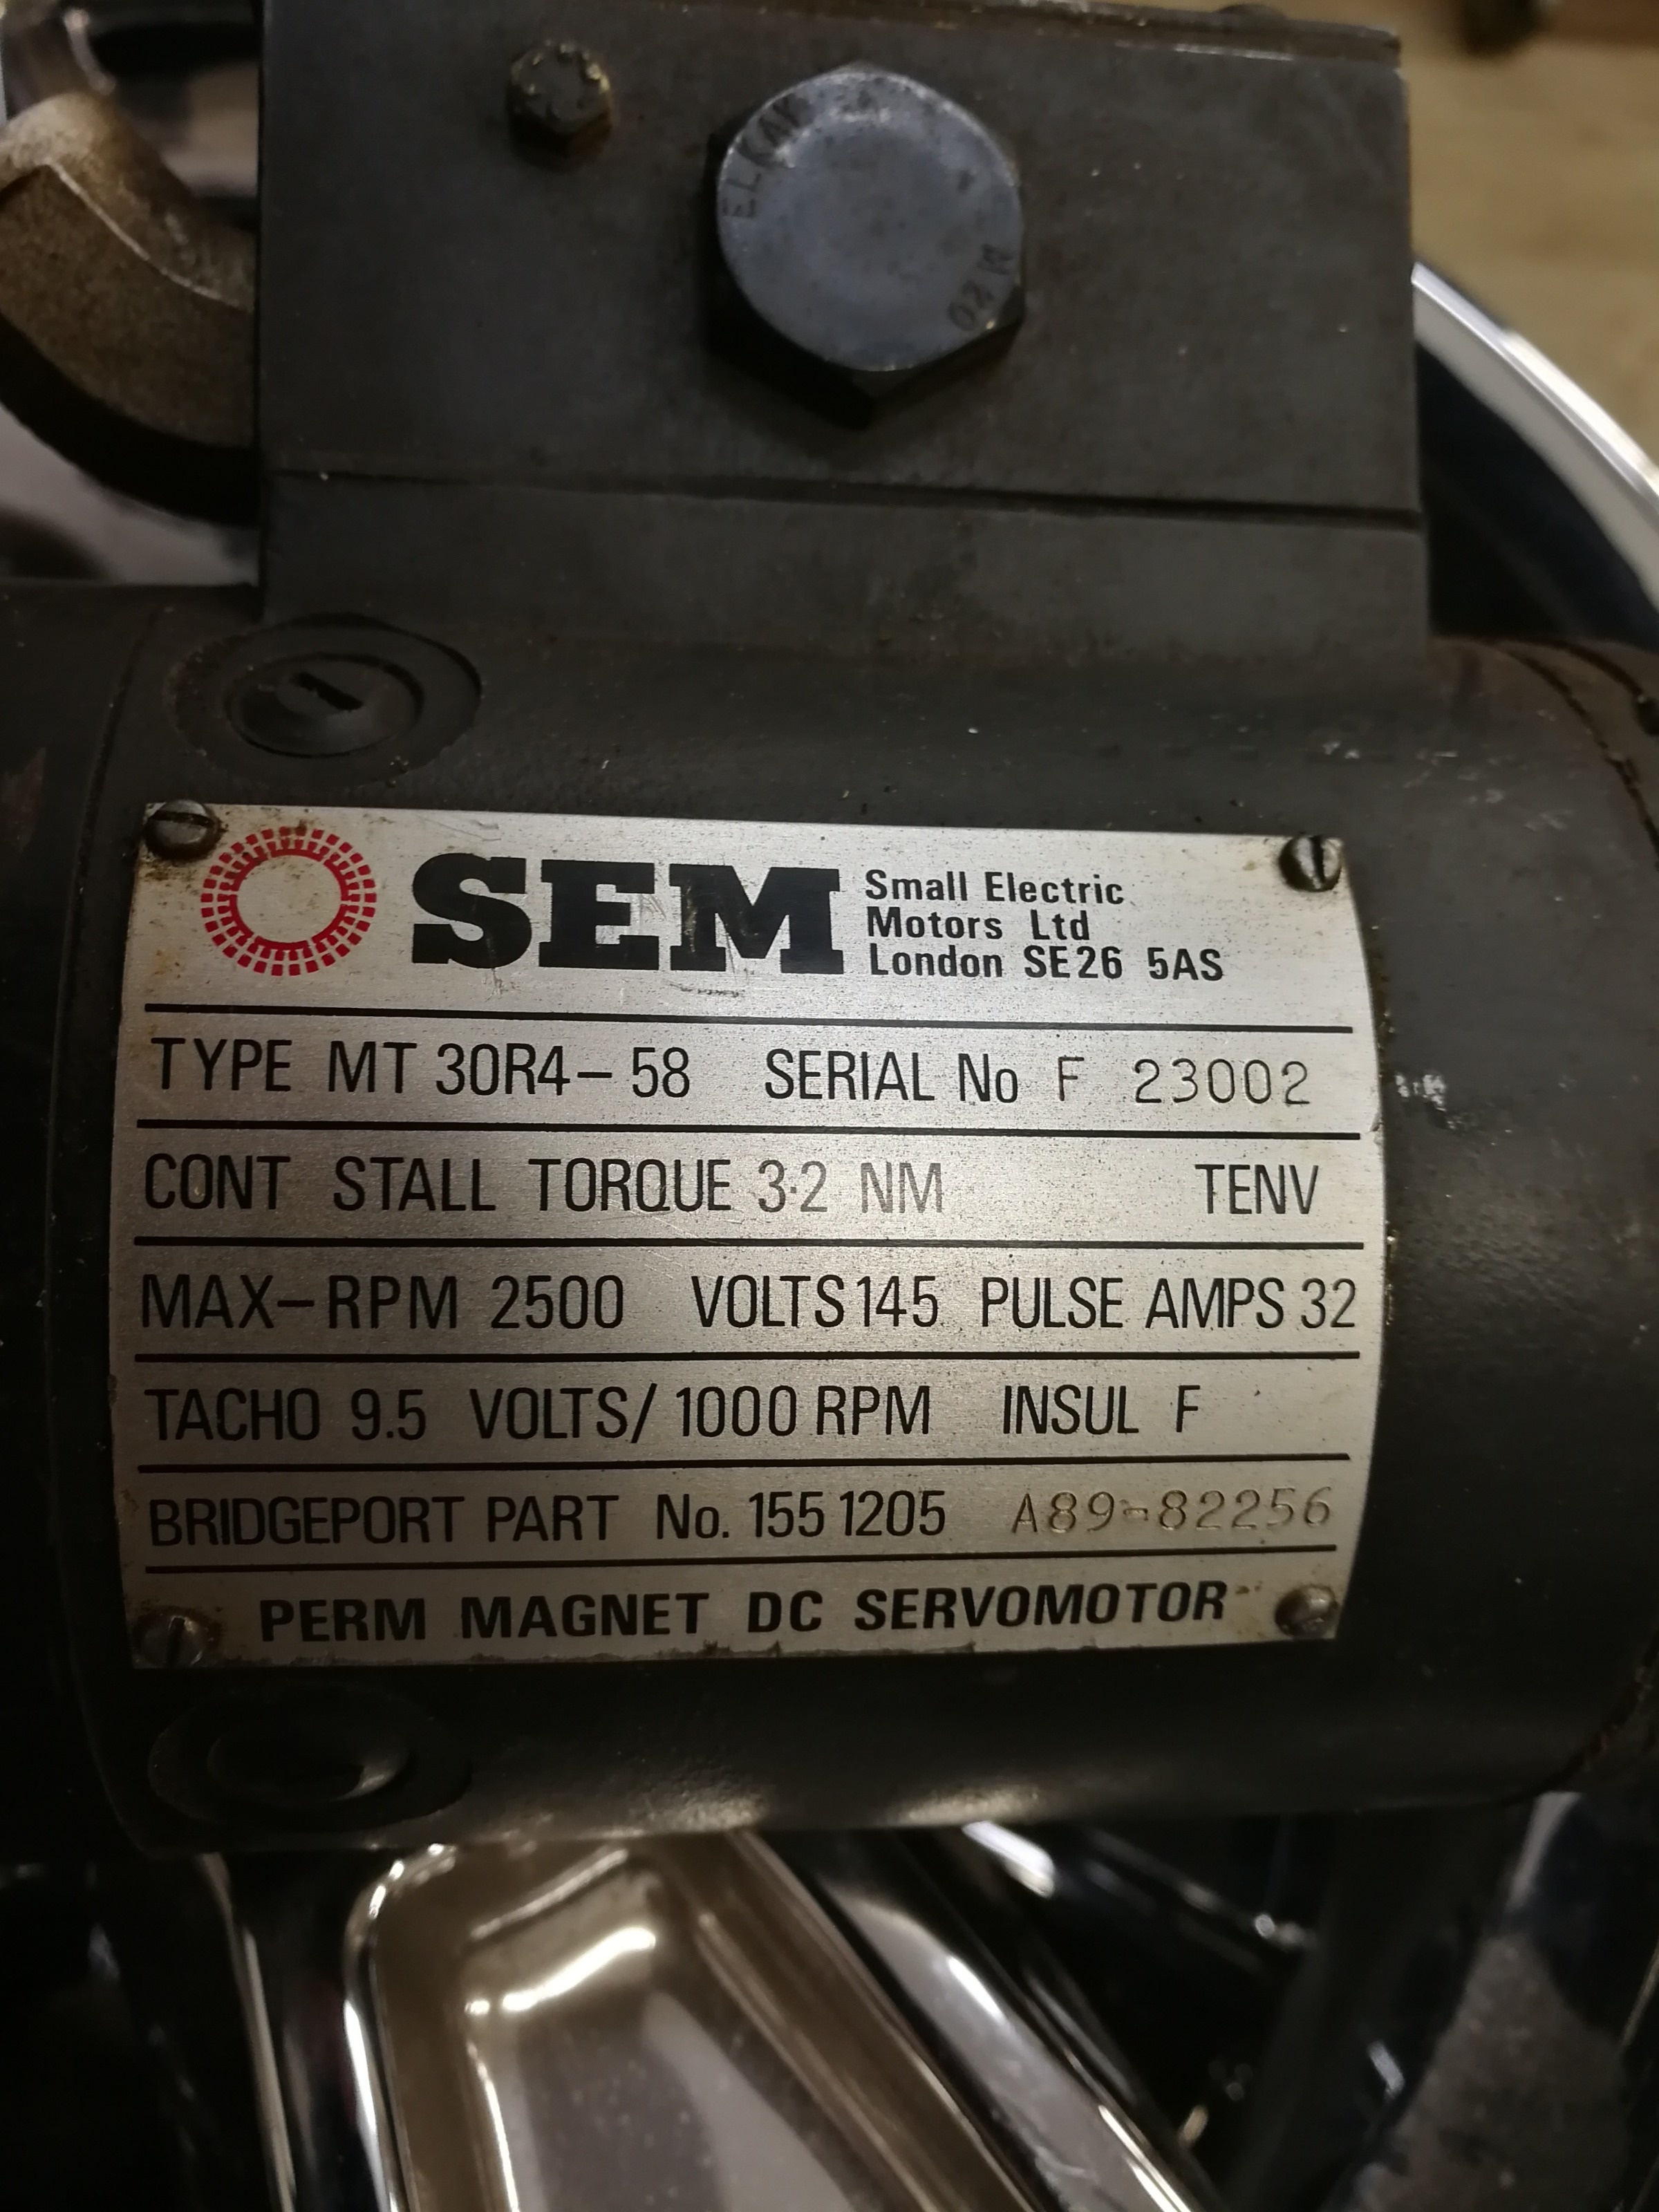 ELKAY
M20
SEM
Small Electric
Motors Ltd
London SE26 5AS
TYPE MT 30R4-58 SERIAL No F 23002
CONT STALL TORQUE 3·2 NM TENV
MAX-RPM 2500 VOLTS 145 PULSE AMPS 32
TACHO 9.5 VOLTS/1000 RPM INSUL F
BRIDGEPORT PART No. 155 1205 A89-82256
PERM MAGNET DC SERVOMOTOR